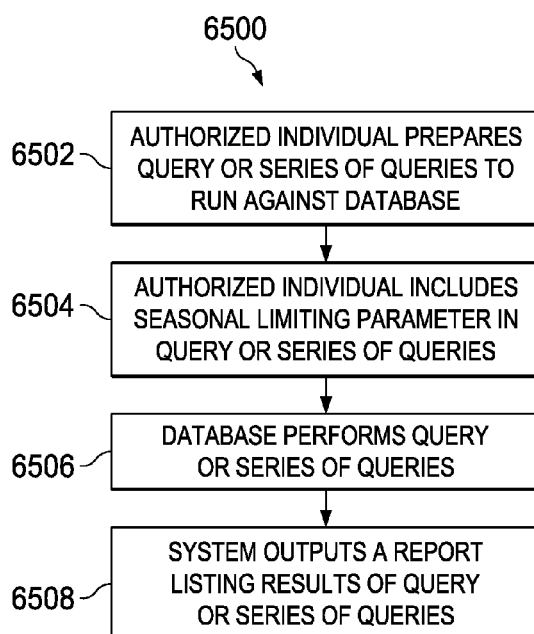 6500
6502
AUTHORIZED INDIVIDUAL PREPARES
QUERY OR SERIES OF QUERIES TO
RUN AGAINST DATABASE
6504
AUTHORIZED INDIVIDUAL INCLUDES
SEASONAL LIMITING PARAMETER IN
QUERY OR SERIES OF QUERIES
6506
DATABASE PERFORMS QUERY
OR SERIES OF QUERIES
6508
SYSTEM OUTPUTS A REPORT
LISTING RESULTS OF QUERY
OR SERIES OF QUERIES